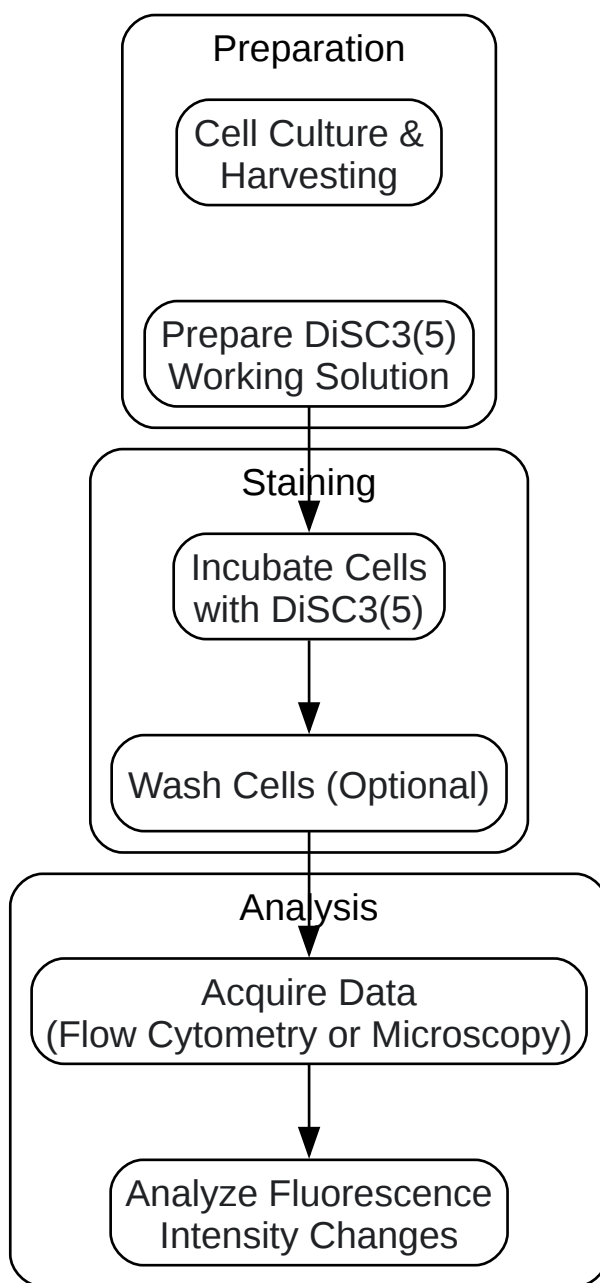 Preparation
Cell Culture &
Harvesting
Prepare DiSC3(5)
Working Solution
Staining
Incubate Cells
with DiSC3(5)
Wash Cells (Optional)
Analysis
Acquire Data
(Flow Cytometry or Microscopy)
Analyze Fluorescence
Intensity Changes